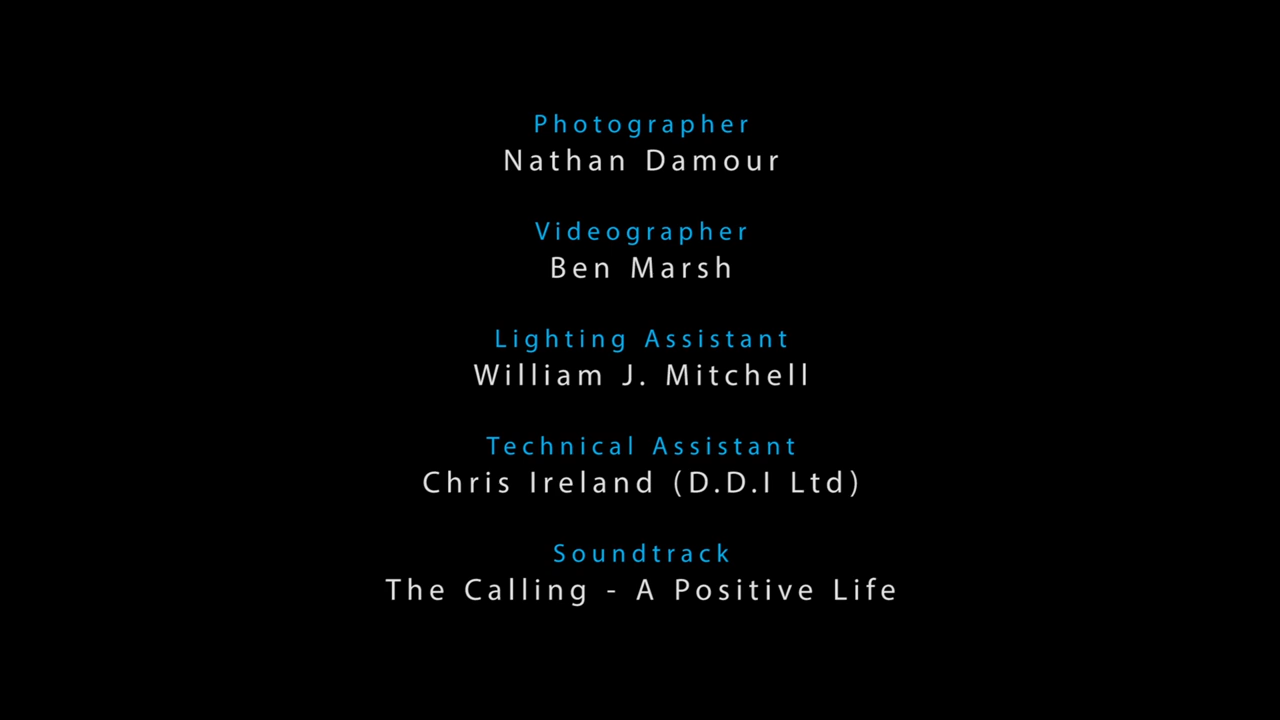 Photographer
Nathan Damour
Videographer
Ben Marsh
Lighting Assistant
William J. Mitchell
Technical Assistant
Chris Ireland (D.D.I Ltd)
Soundtrack
The Calling - A Positive Life